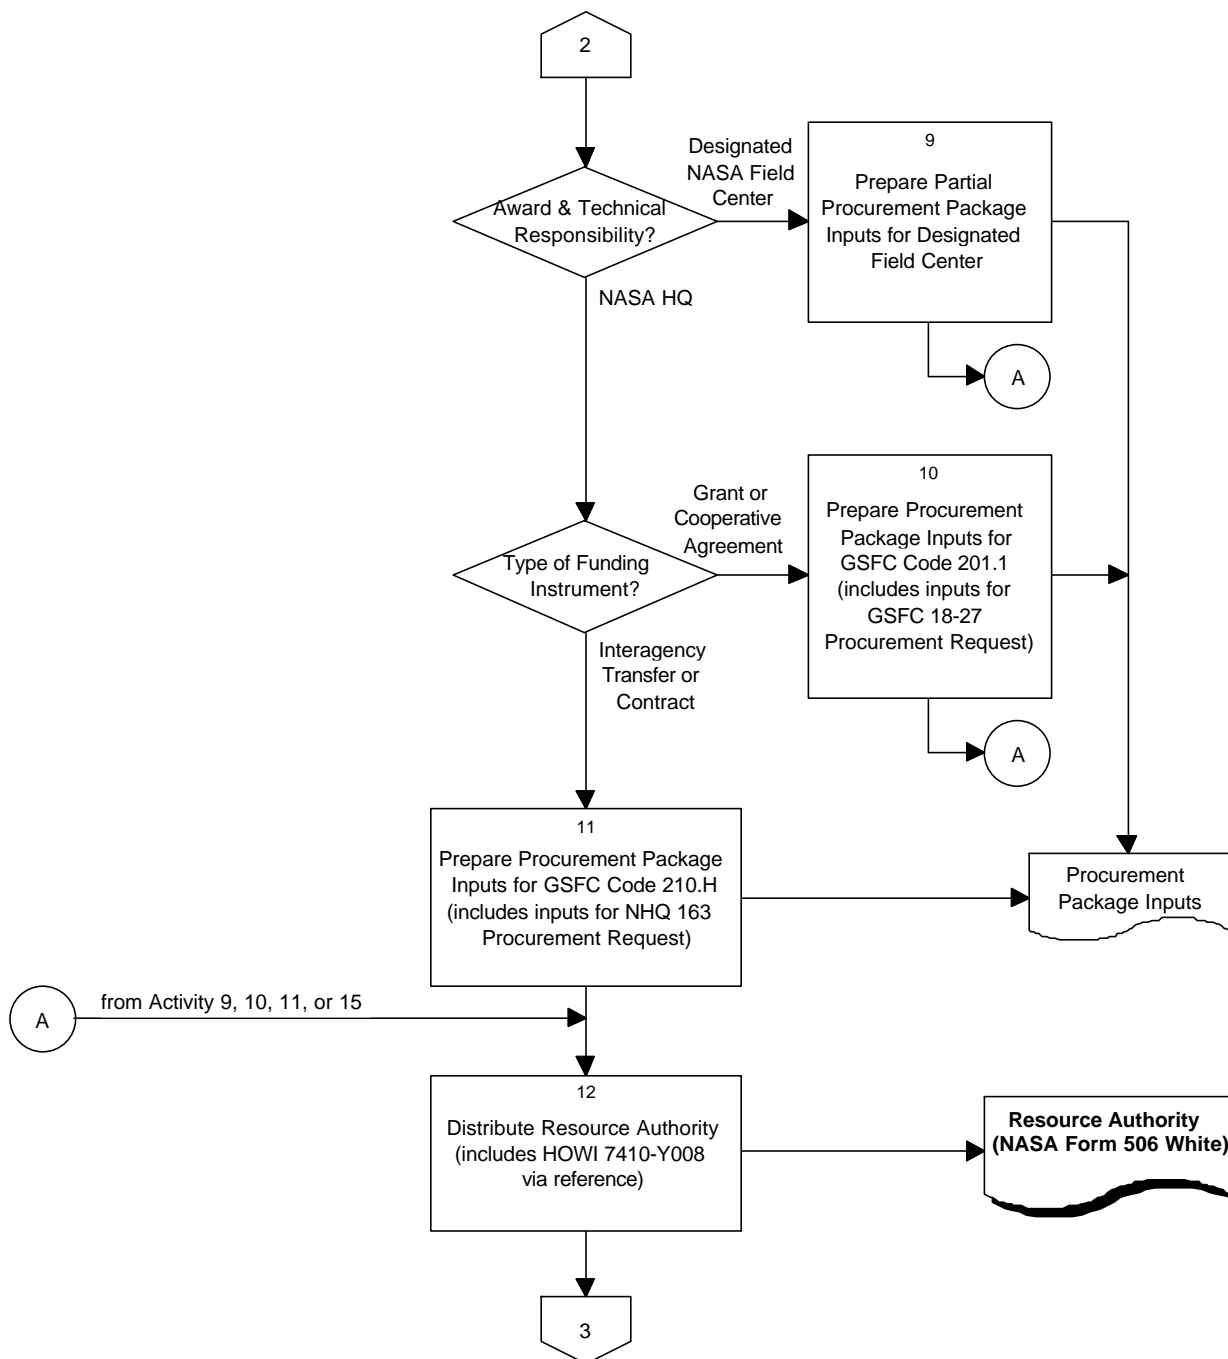 2
Award & Technical
Responsibility?
Designated
NASA Field
Center
9
Prepare Partial
Procurement Package
Inputs for Designated
Field Center
NASA HQ
A
Type of Funding
Instrument?
Grant or
Cooperative
Agreement
10
Prepare Procurement
Package Inputs for
GSFC Code 201.1
(includes inputs for
GSFC 18-27
Procurement Request)
Interagency
Transfer or
Contract
A
11
Prepare Procurement Package
Inputs for GSFC Code 210.H
(includes inputs for NHQ 163
Procurement Request)
Procurement
Package Inputs
A
from Activity 9, 10, 11, or 15
12
Distribute Resource Authority
(includes HOWI 7410-Y008
via reference)
Resource Authority
(NASA Form 506 White)
3